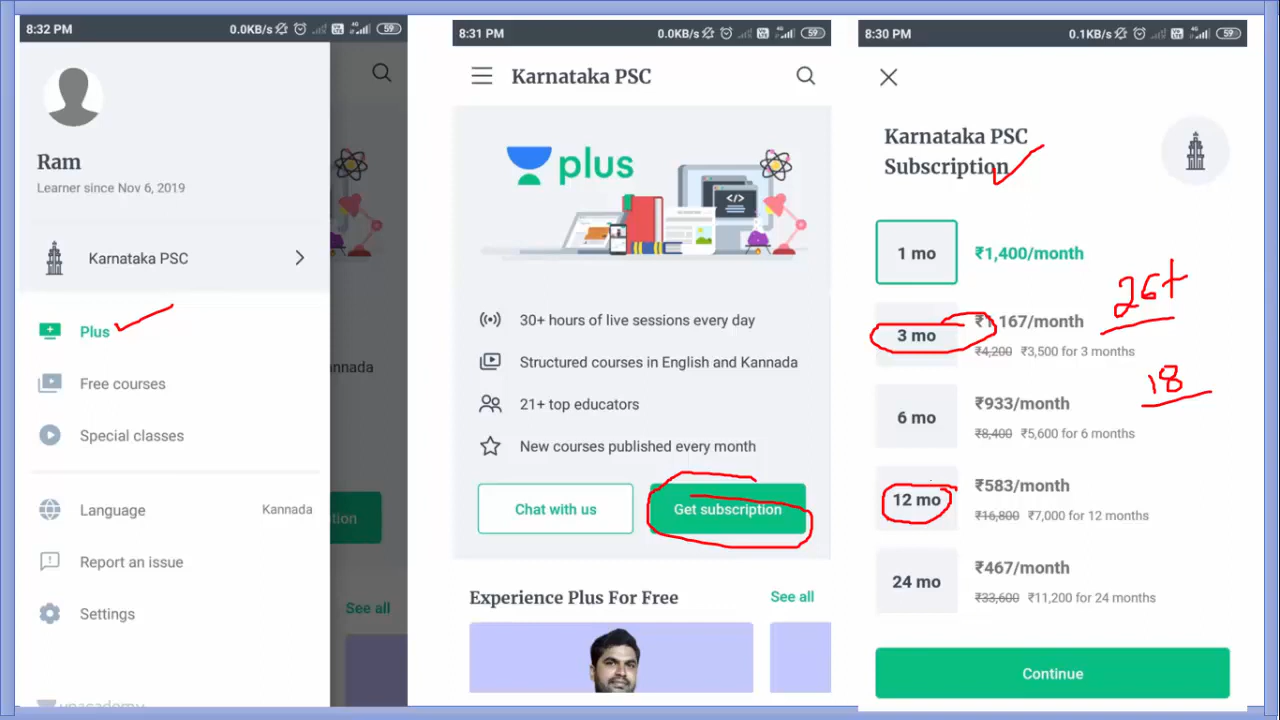 8:32 PM
0.0KB/s
59
Ram
Learner since Nov 6, 2019
Karnataka PSC
Plus
Free courses
Special classes
Language
Kannada
Report an issue
Settings
nnada
tion
See all
8:31 PM
0.0KB/s
59
Karnataka PSC
plus
</>
30+ hours of live sessions every day
Structured courses in English and Kannada
21+ top educators
New courses published every month
Chat with us
Get subscription
Experience Plus For Free
See all
8:30 PM
0.1KB/s
59
Karnataka PSC
Subscription
1 mo
₹1,400/month
3 mo
₹1,167/month
₹4,200 ₹3,500 for 3 months
26+
18
6 mo
₹933/month
₹8,400 ₹5,600 for 6 months
12 mo
₹583/month
₹16,800 ₹7,000 for 12 months
24 mo
₹467/month
₹33,600 ₹11,200 for 24 months
Continue